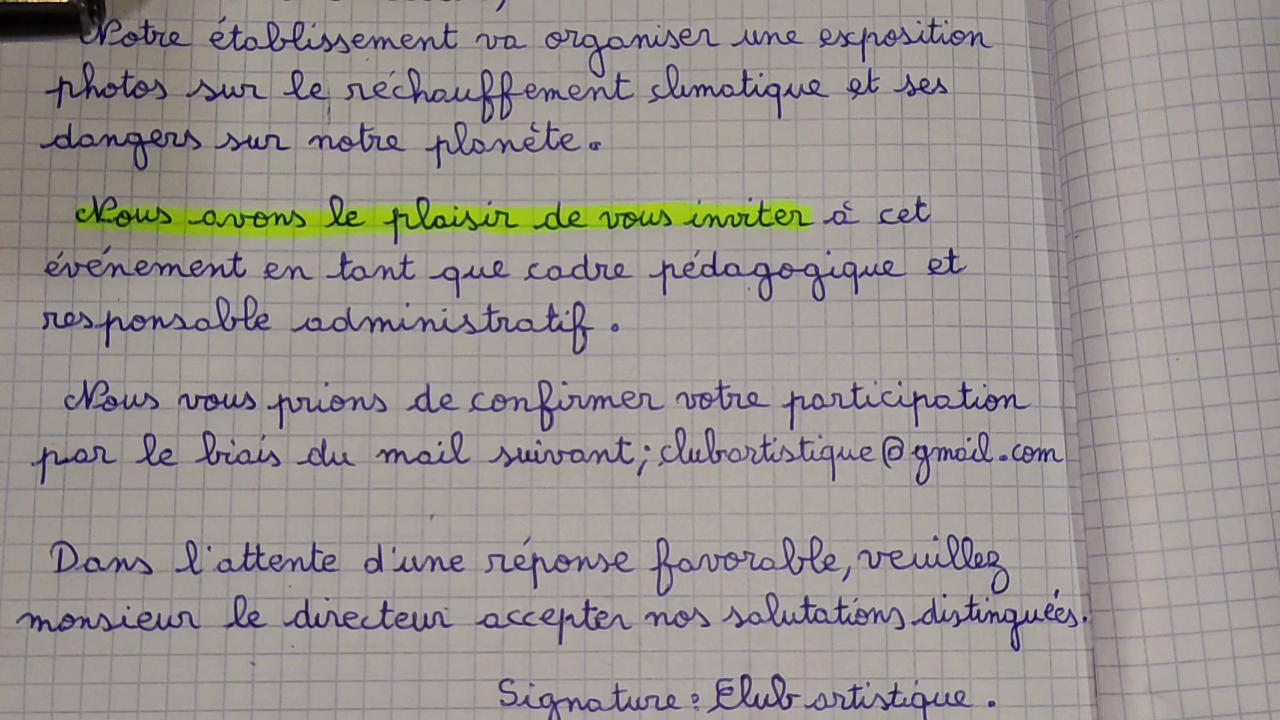 Notre établissement va organiser une exposition
photos sur le réchauffement climatique et ses
dangers sur notre planète.
Nous avons le plaisir de vous inviter à cet
événement en tant que cadre pédagogique et
responsable administratif.
Nous vous prions de confirmer votre participation
par le biais du mail suivant; clubartistique@gmail.com
Dans l'attente d'une réponse favorable, veuillez
monsieur le directeur accepter nos salutations distinguées.
Signature : Club artistique.